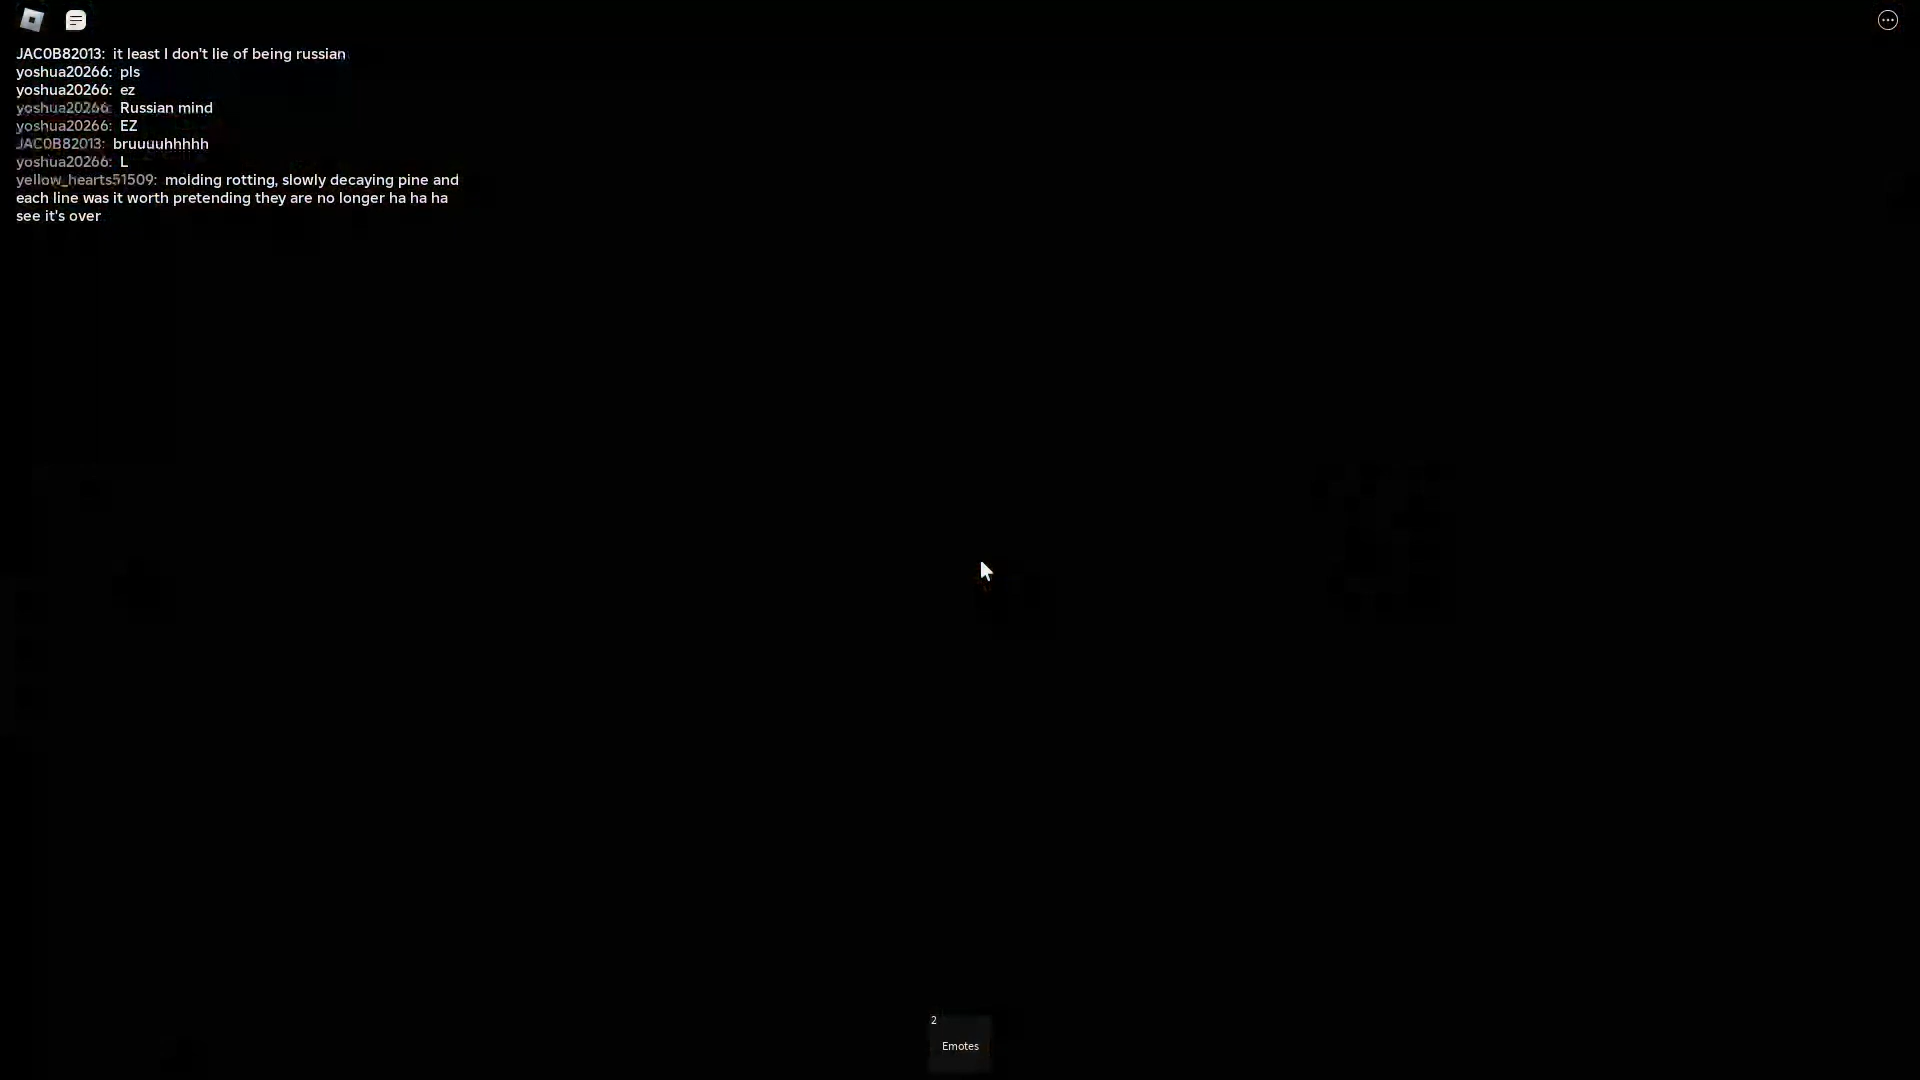 JAC0B82013: it least I don't lie of being russian
yoshua20266: pls
yoshua20266: ez
yoshua20266: Russian mind
yoshua20266: EZ
JAC0B82013: bruuuuhhhhh
yoshua20266: L
yellow_hearts51509: molding rotting, slowly decaying pine and
each line was it worth pretending they are no longer ha ha ha
see it's over
2
Emotes